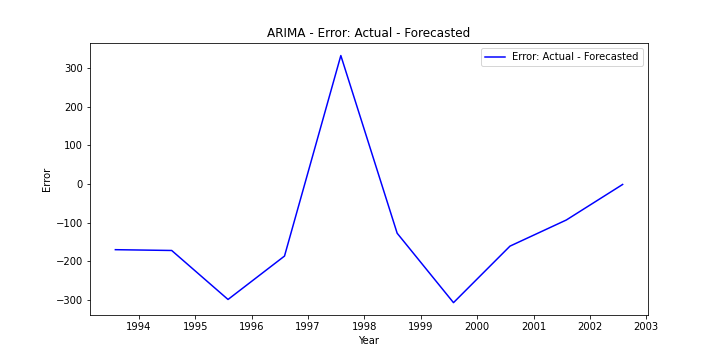 ARIMA - Error: Actual - Forecasted
Error: Actual - Forecasted
300
200
100
0
−100
−200
−300
Error
1994 1995 1996 1997 1998 1999 2000 2001 2002 2003
Year